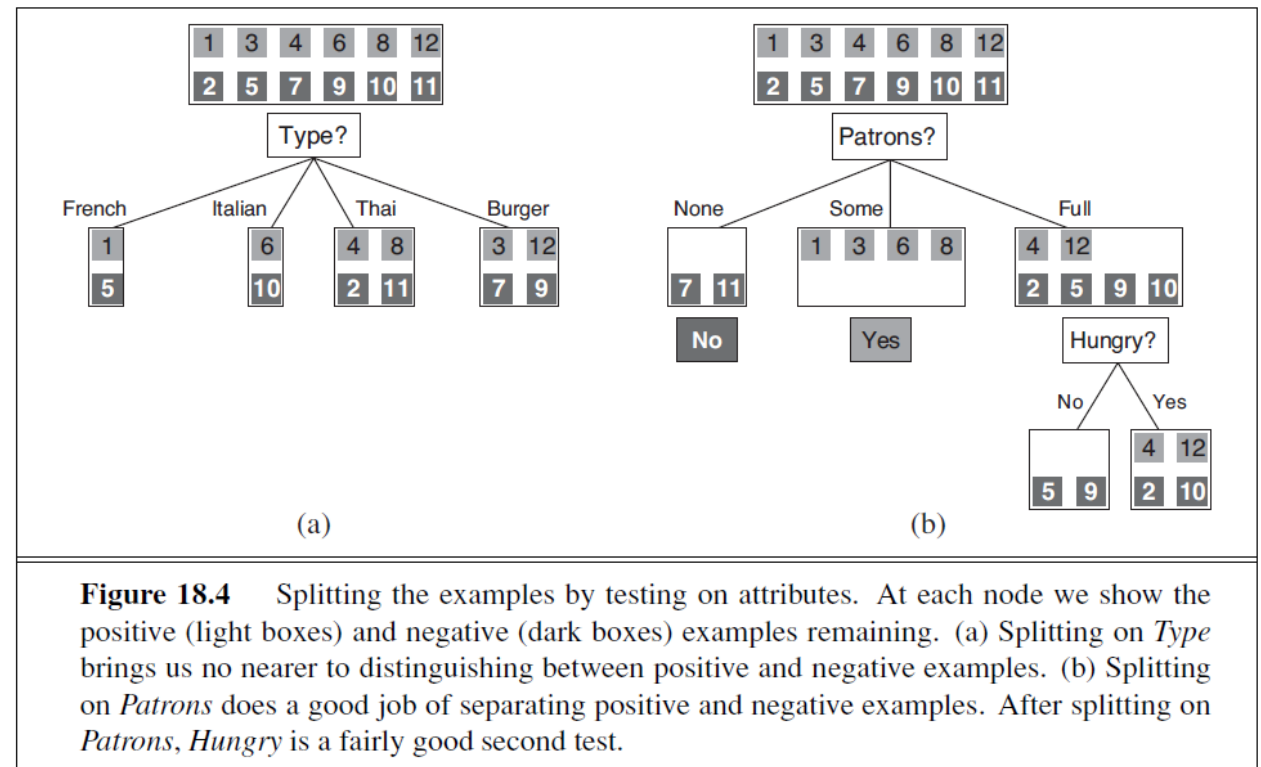 1 3 4 6 8 12
2 5 7 9 10 11
Type?
French Italian Thai Burger
1 6 4 8 3 12
5 10 2 11 7 9
(a)
1 3 4 6 8 12
2 5 7 9 10 11
Patrons?
None Some Full
1 3 6 8 4 12
7 11 2 5 9 10
No Yes Hungry?
No Yes
4 12
5 9 2 10
(b)
Figure 18.4 Splitting the examples by testing on attributes. At each node we show the
positive (light boxes) and negative (dark boxes) examples remaining. (a) Splitting on Type
brings us no nearer to distinguishing between positive and negative examples. (b) Splitting
on Patrons does a good job of separating positive and negative examples. After splitting on
Patrons, Hungry is a fairly good second test.